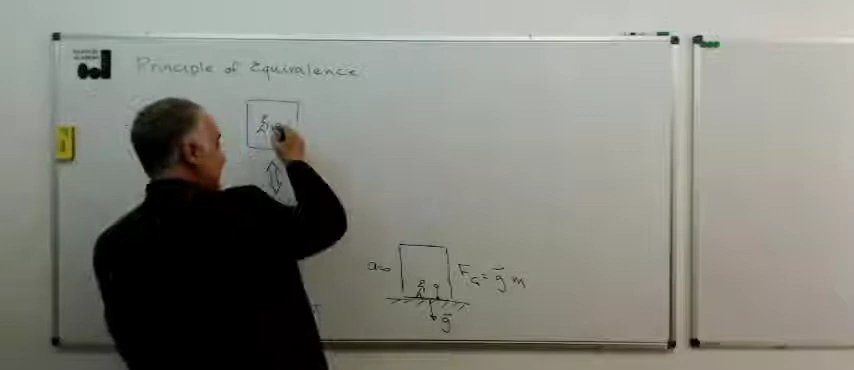 Principle of Equivalence
a=0
F_G = g⃗ m
g⃗